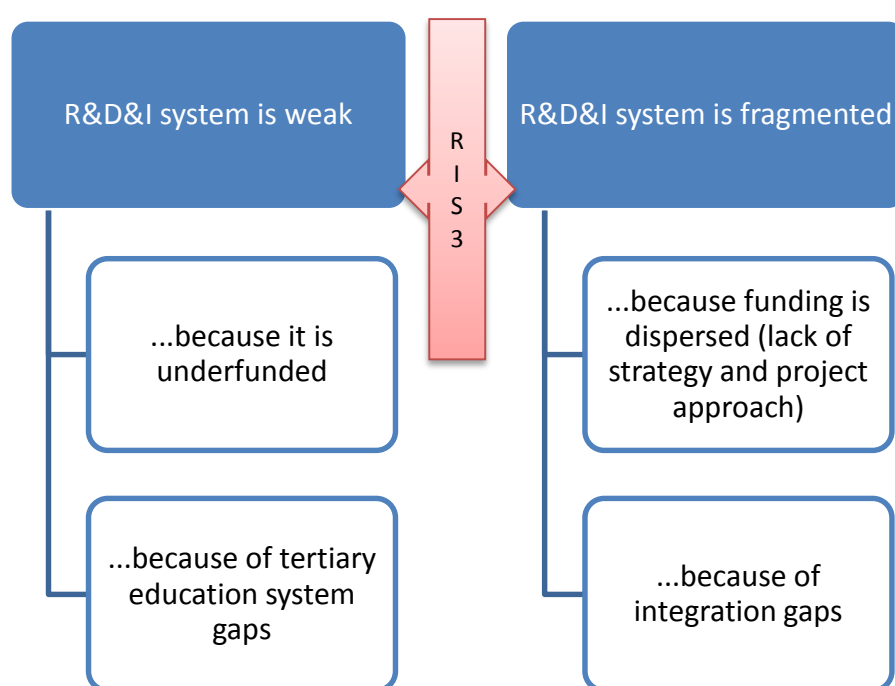 R&D&I system is weak
R
I
S
3
R&D&I system is fragmented
...because it is
underfunded
...because funding is
dispersed (lack of
strategy and project
approach)
...because of tertiary
education system
gaps
...because of
integration gaps